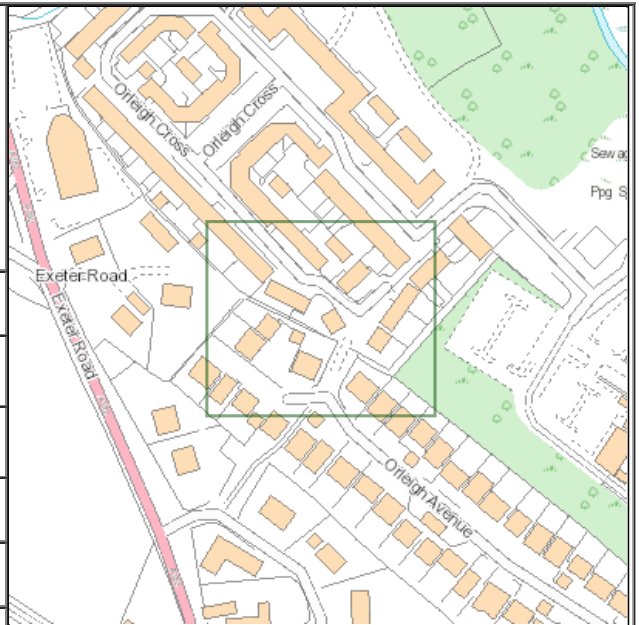 Orleigh Cross
Orleigh Cross
Sewag
Ppg S
Exeter Road
Exeter Road
Orleigh Avenue